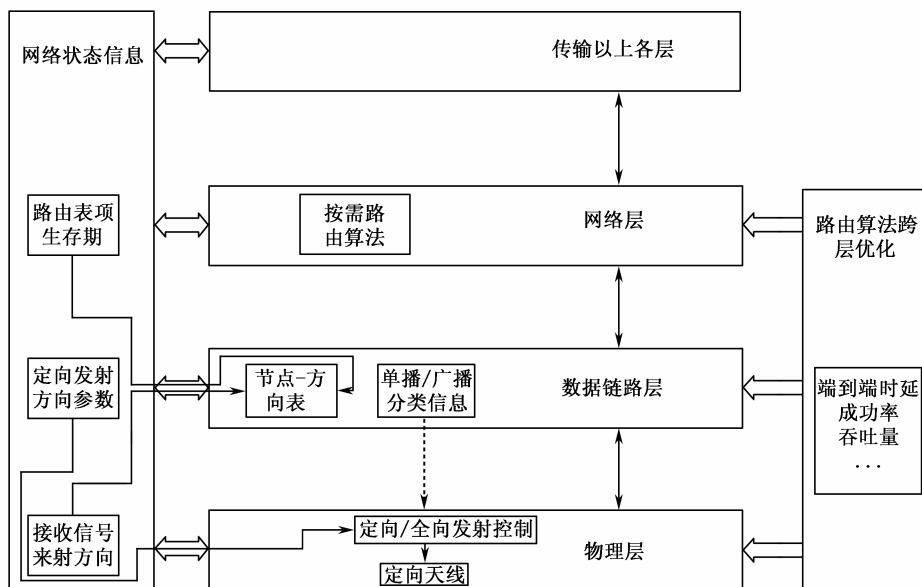 网络状态信息
传输以上各层
路由表项
生存期
按需路
由算法
网络层
路由算法跨
层优化
定向发射
方向参数
节点-方
向表
单播/广播
分类信息
数据链路层
端到端时延
成功率
吞吐量
...
接收信号
来射方向
定向/全向发射控制
定向天线
物理层